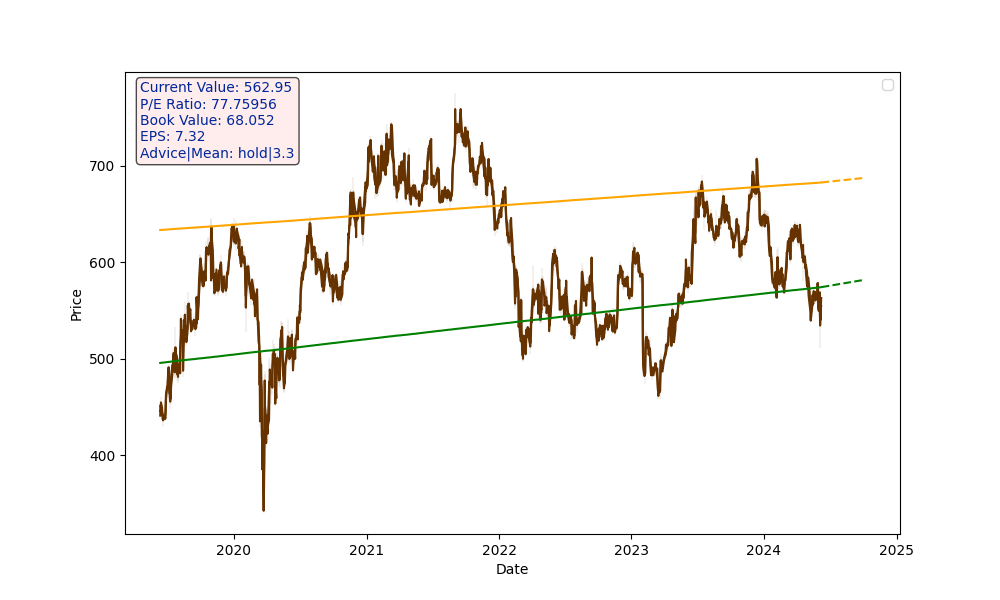 Current Value: 562.95
P/E Ratio: 77.75956
Book Value: 68.052
EPS: 7.32
Advice|Mean: hold|3.3
700
600
500
400
Price
2020 2021 2022 2023 2024 2025
Date